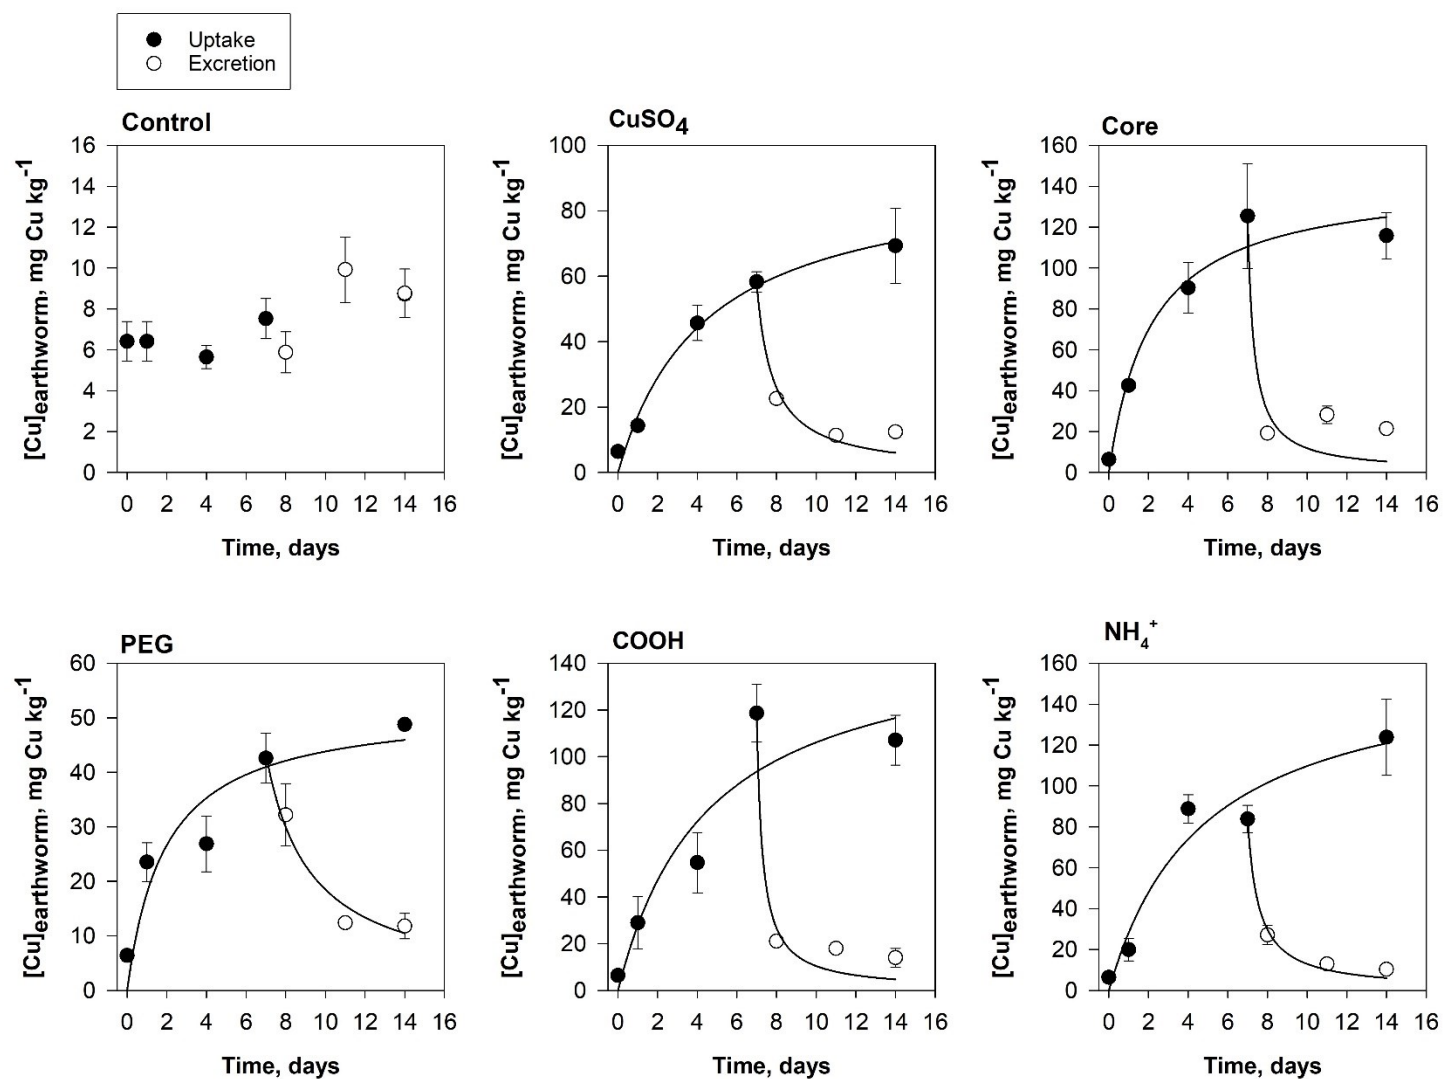 Uptake
Excretion
Control
16
14
12
10
8
6
4
2
0
[Cu]earthworm, mg Cu kg-1
0 2 4 6 8 10 12 14 16
Time, days
CuSO4
100
80
60
40
20
0
[Cu]earthworm, mg Cu kg-1
0 2 4 6 8 10 12 14 16
Time, days
Core
160
140
120
100
80
60
40
20
0
[Cu]earthworm, mg Cu kg-1
0 2 4 6 8 10 12 14 16
Time, days
PEG
60
50
40
30
20
10
0
[Cu]earthworm, mg Cu kg-1
0 2 4 6 8 10 12 14 16
Time, days
COOH
140
120
100
80
60
40
20
0
[Cu]earthworm, mg Cu kg-1
0 2 4 6 8 10 12 14 16
Time, days
NH4+
160
140
120
100
80
60
40
20
0
[Cu]earthworm, mg Cu kg-1
0 2 4 6 8 10 12 14 16
Time, days